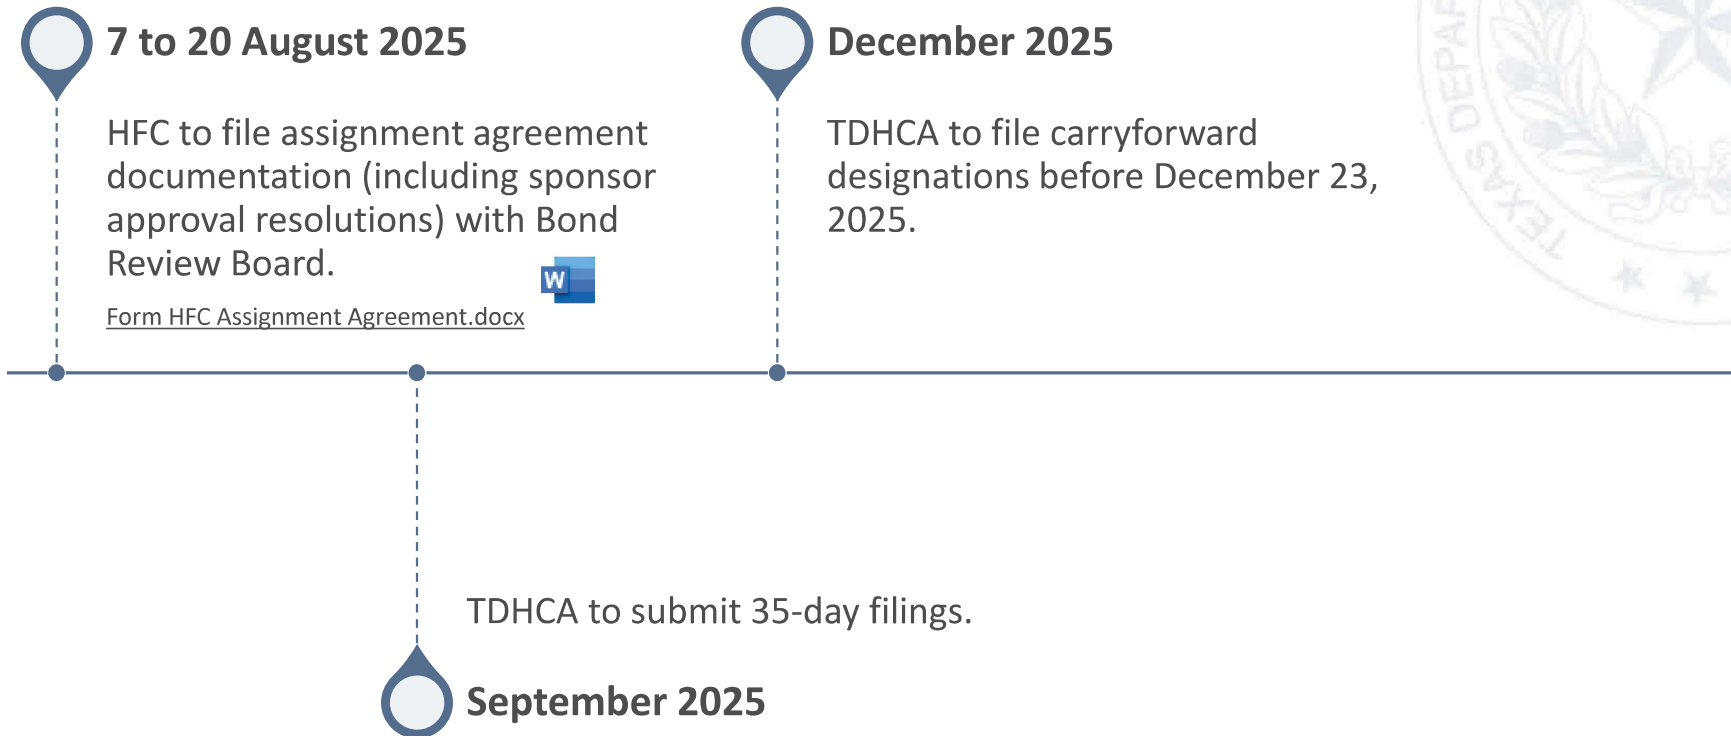 7 to 20 August 2025
HFC to file assignment agreement
documentation (including sponsor
approval resolutions) with Bond
Review Board.
W
Form HFC Assignment Agreement.docx
December 2025
TDHCA to file carryforward
designations before December 23,
2025.
TEXAS DEPAR
TDHCA to submit 35-day filings.
September 2025